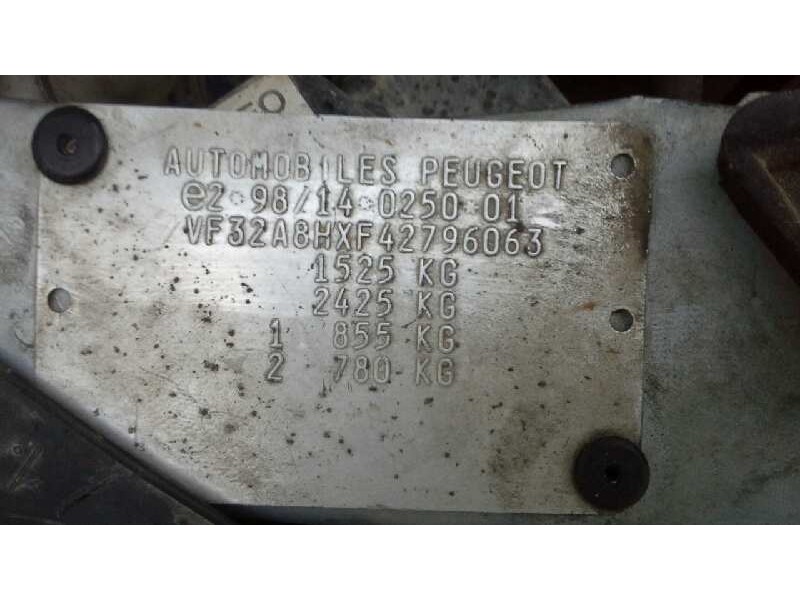 AUTOMOBILES PEUGEOT
e2*98/14*0250*01
VF32A8HXF42796063
1525 KG
2425 KG
1 855 KG
2 780 KG